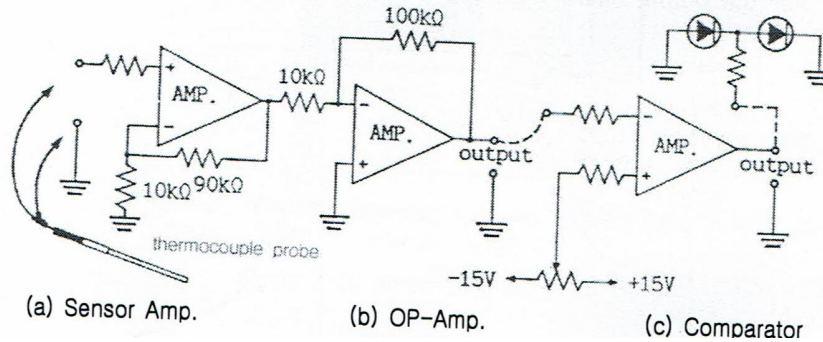 100kΩ
10kΩ
+
AMP.
-
90kΩ
10kΩ
-
AMP.
+
output
-
AMP.
+
output
thermocouple probe
-15V
+15V
(a) Sensor Amp.
(b) OP-Amp.
(c) Comparator